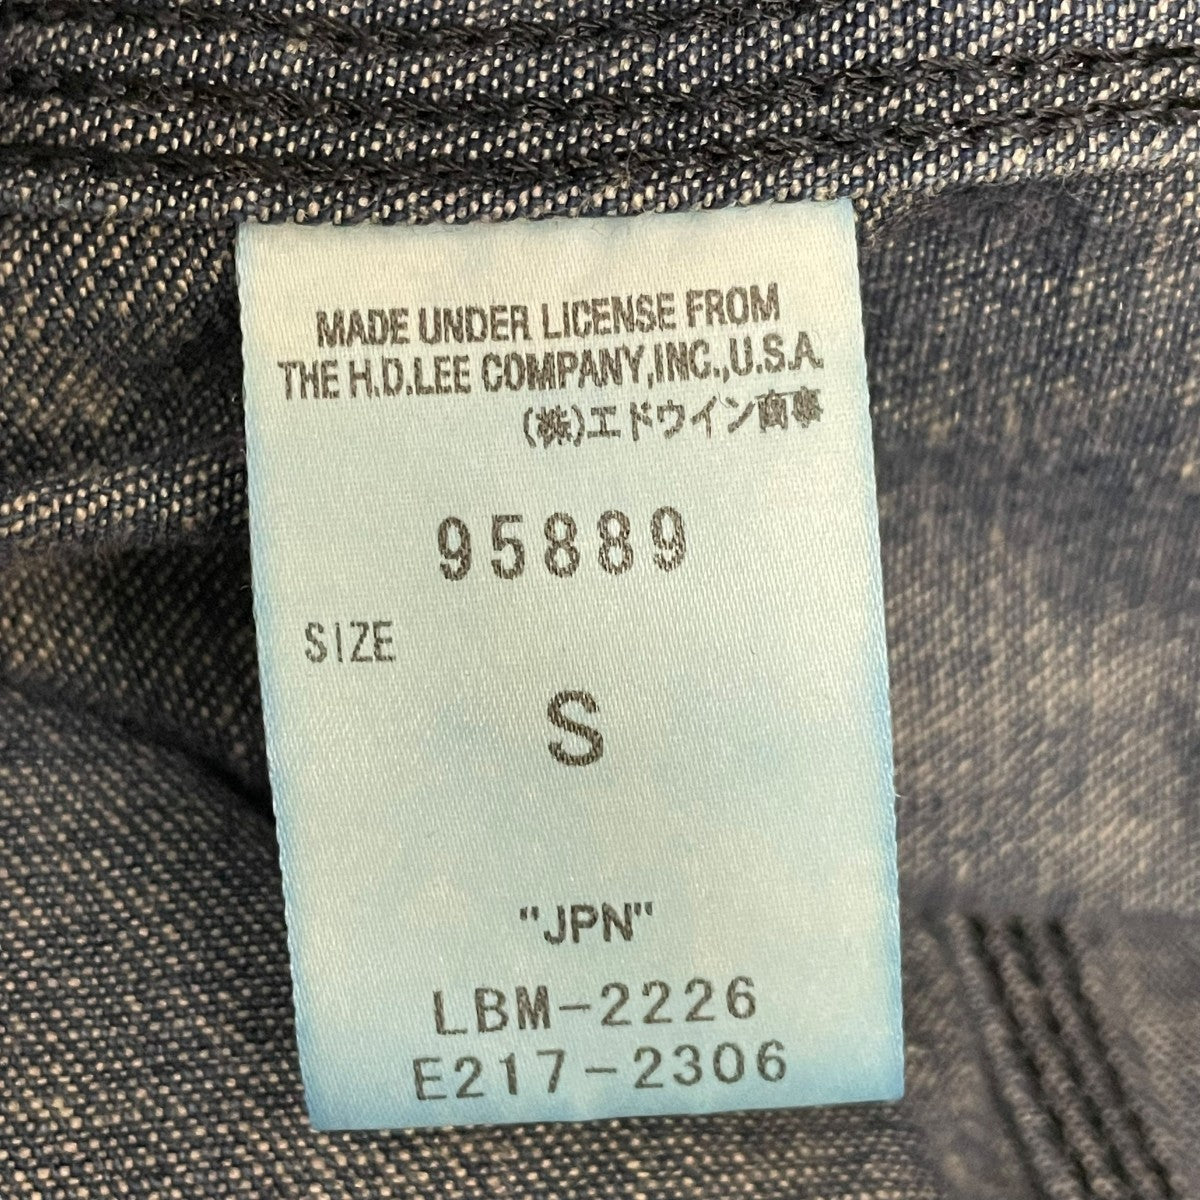 MADE UNDER LICENSE FROM
THE H.D.LEE COMPANY,INC.,U.S.A.
(株)エドウイン商事
95889
SIZE
S
"JPN"
LBM-2226
E217-2306